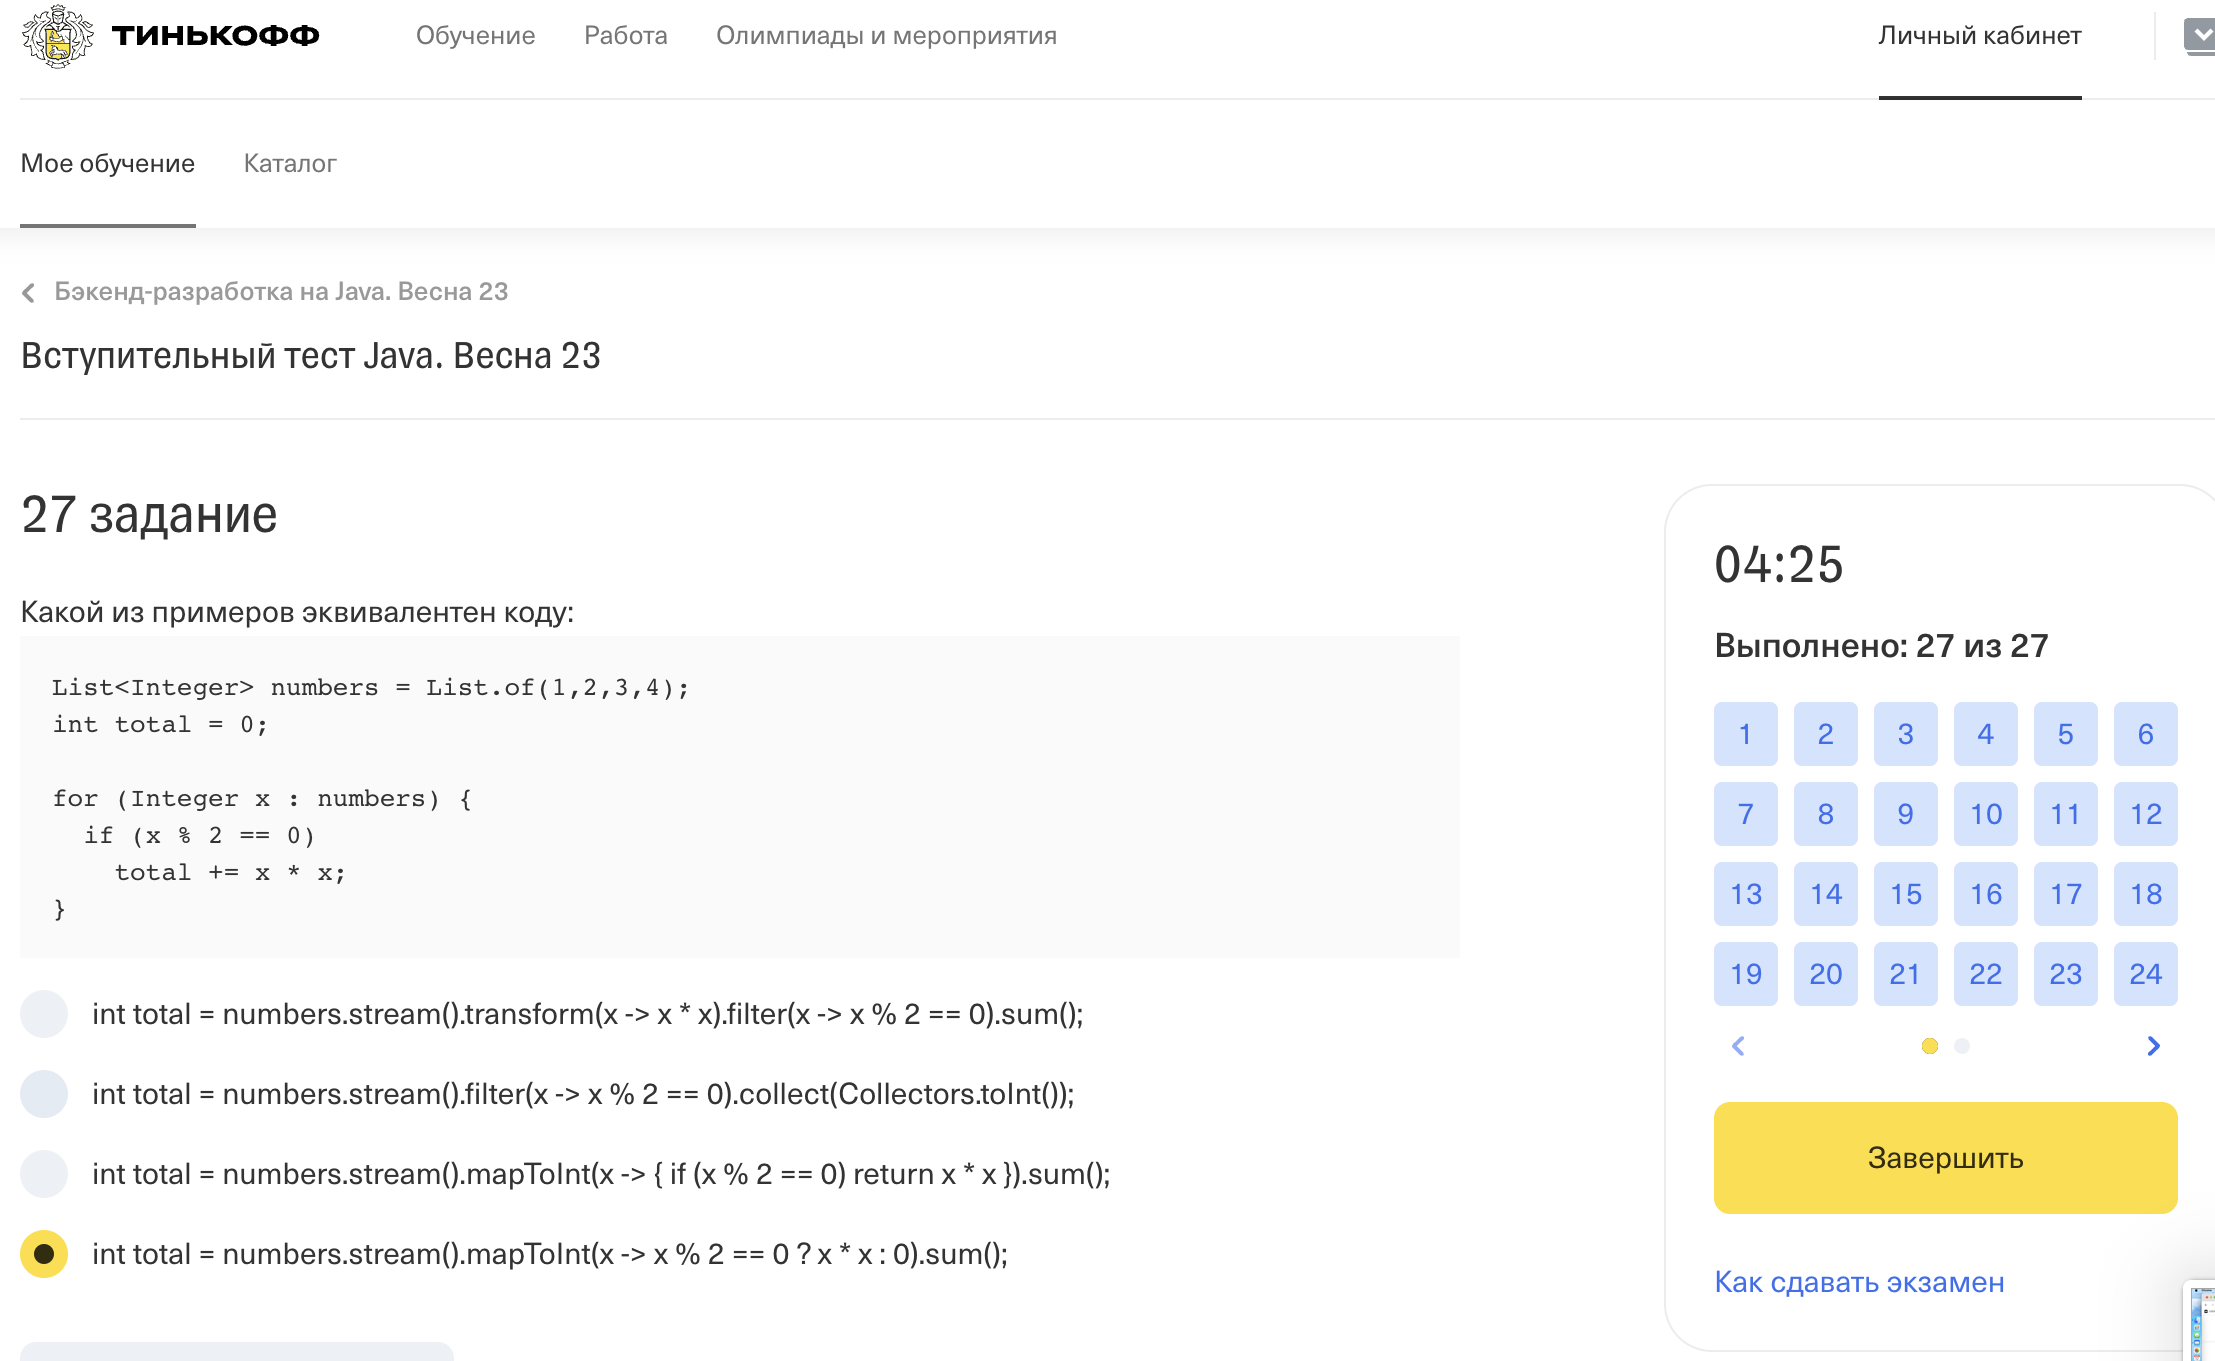 ТИНЬКОФФ Обучение Работа Олимпиады и мероприятия Личный кабинет
Мое обучение Каталог
Бэкенд-разработка на Java. Весна 23
Вступительный тест Java. Весна 23
27 задание
Какой из примеров эквивалентен коду:
List<Integer> numbers = List.of(1,2,3,4);
int total = 0;
for (Integer x : numbers) {
if (x % 2 == 0)
total += x * x;
}
int total = numbers.stream().transform(x -> x * x).filter(x -> x % 2 == 0).sum();
int total = numbers.stream().filter(x -> x % 2 == 0).collect(Collectors.toInt());
int total = numbers.stream().mapToInt(x -> { if (x % 2 == 0) return x * x }).sum();
int total = numbers.stream().mapToInt(x -> x % 2 == 0 ? x * x : 0).sum();
04:25
Выполнено: 27 из 27
1 2 3 4 5 6
7 8 9 10 11 12
13 14 15 16 17 18
19 20 21 22 23 24
Завершить
Как сдавать экзамен